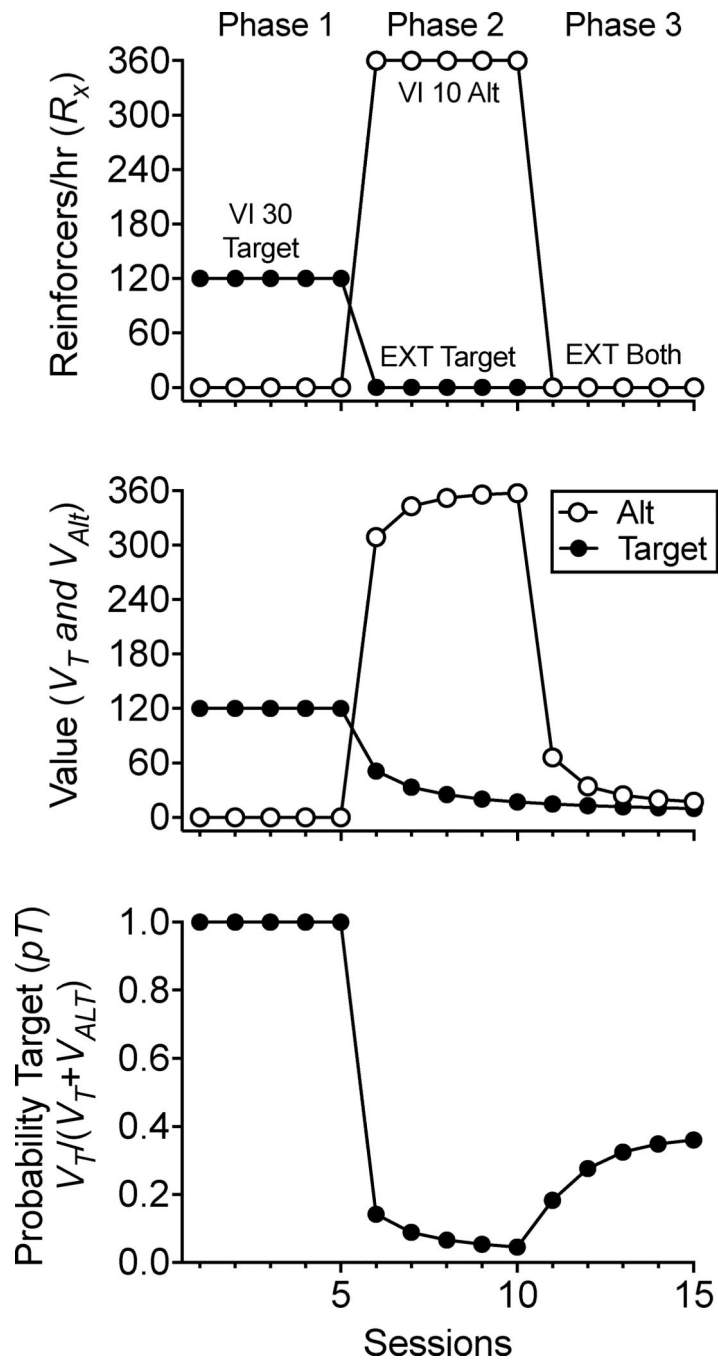 Phase 1 Phase 2 Phase 3
Reinforcers/hr (Rx)
360
300
240
180
120
60
0
VI 30
Target
VI 10 Alt
EXT Target
EXT Both
Value (VT and VAlt)
360
300
240
180
120
60
0
Alt
Target
Probability Target (pT)
VT/(VT+VALT)
1.0
0.8
0.6
0.4
0.2
0.0
5 10 15
Sessions